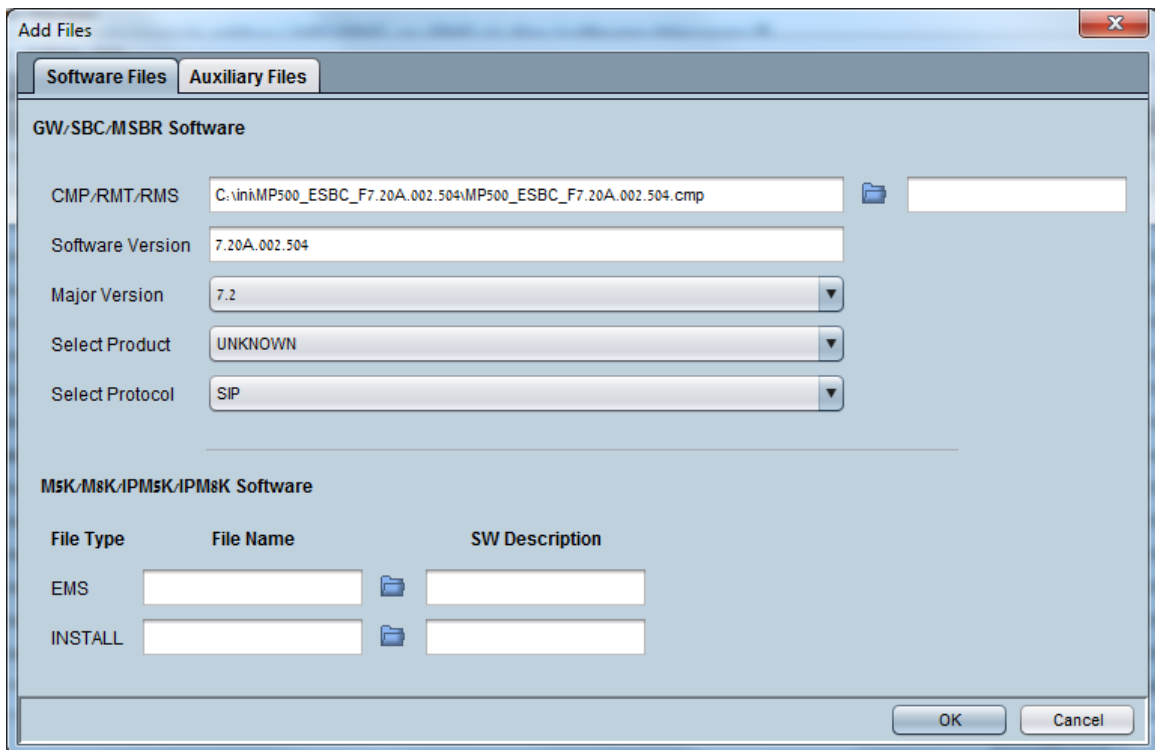 Add Files
Software Files Auxiliary Files
GW/SBC/MSBR Software
CMP/RMT/RMS C:\ini\MP500_ESBC_F7.20A.002.504\MP500_ESBC_F7.20A.002.504.cmp
Software Version 7.20A.002.504
Major Version 7.2
Select Product UNKNOWN
Select Protocol SIP
M5K/M8K/IPM5K/IPM8K Software
File Type File Name SW Description
EMS
INSTALL
OK Cancel